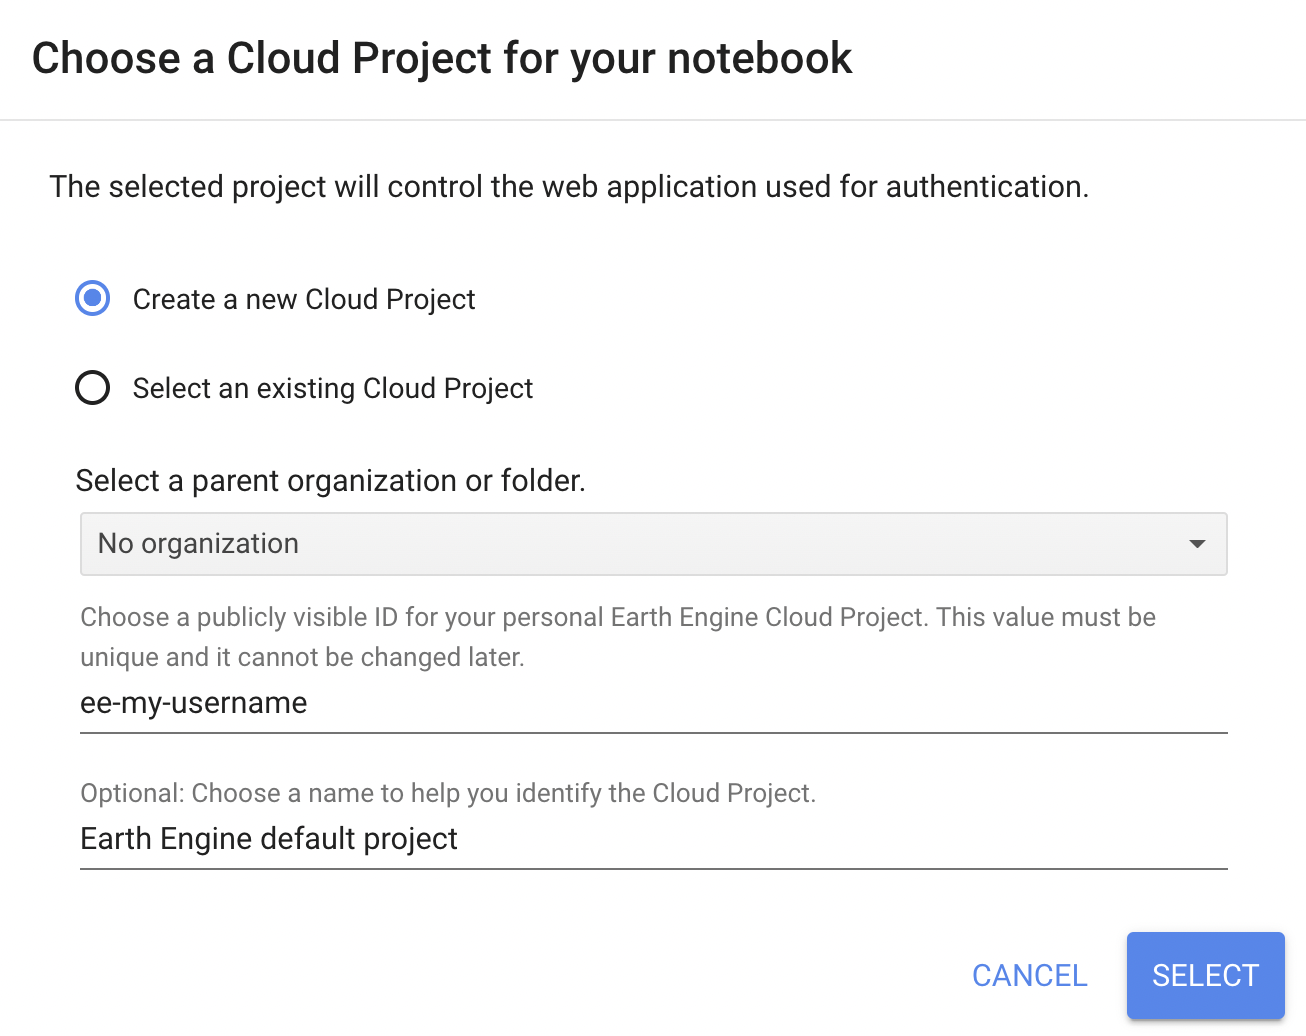 Choose a Cloud Project for your notebook
The selected project will control the web application used for authentication.
Create a new Cloud Project
Select an existing Cloud Project
Select a parent organization or folder.
No organization
Choose a publicly visible ID for your personal Earth Engine Cloud Project. This value must be
unique and it cannot be changed later.
ee-my-username
Optional: Choose a name to help you identify the Cloud Project.
Earth Engine default project
CANCEL
SELECT